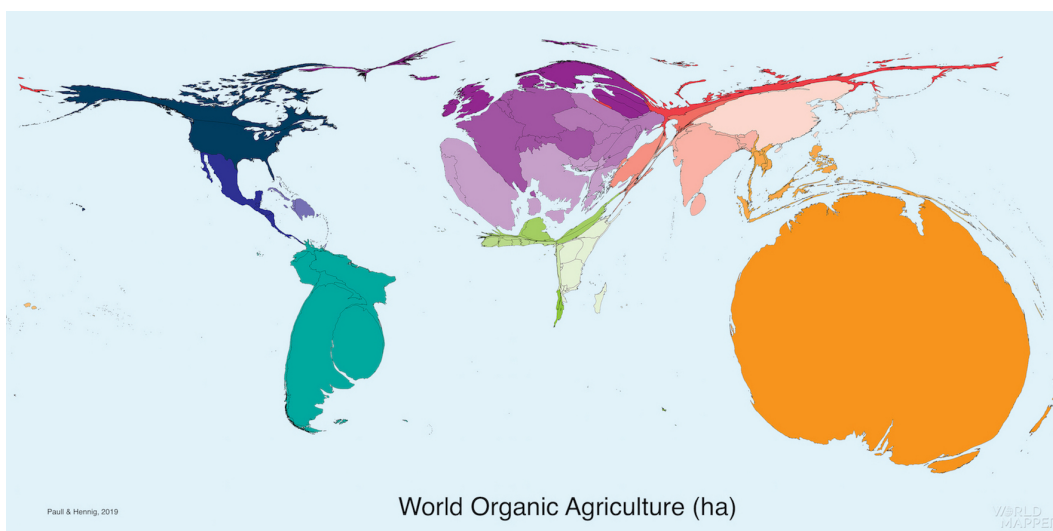 Paull & Hennig, 2019
World Organic Agriculture (ha)
WORLD
MAPPER